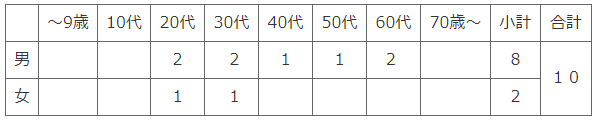 ～9歳 10代 20代 30代 40代 50代 60代 70歳～ 小計 合計
男 2 2 1 1 2 8 １０
女 1 1 2